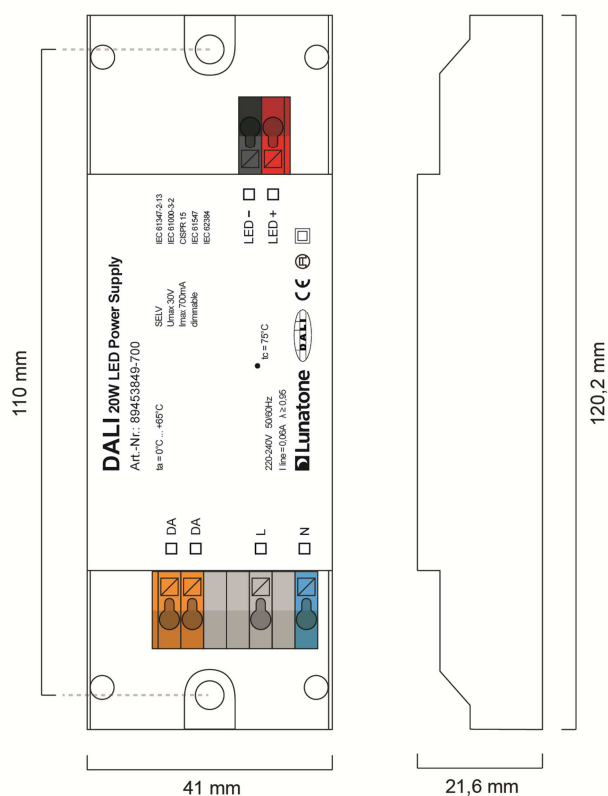 DALI 20W LED Power Supply
Art.-Nr.: 89453849-700
ta = 0°C ... +65°C
SELV
Umax 30V
Imax 700mA
dimmable
IEC 61347-2-13
IEC 61000-3-2
CISPR 15
IEC 61547
IEC 62384
tc = 75°C
220-240V 50/60Hz
I line = 0,06A λ ≥ 0,95
Lunatone
DALI
CE
LED −
LED +
DA
DA
L
N
110 mm
120,2 mm
41 mm
21,6 mm